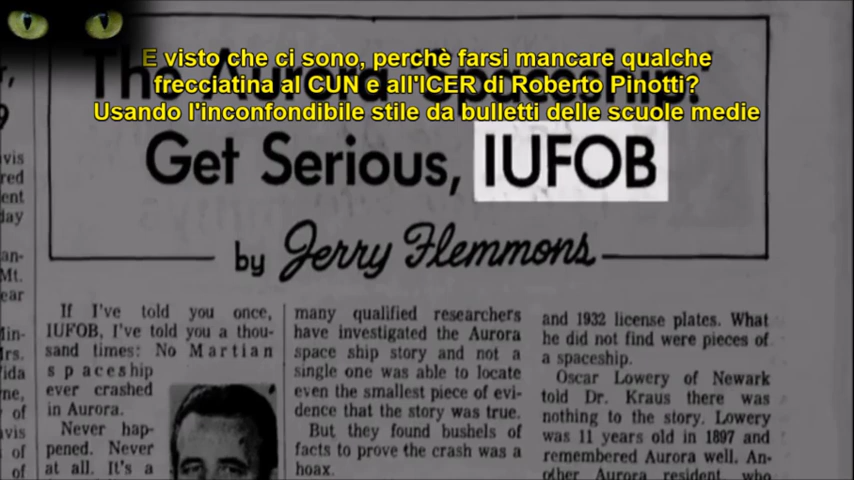 E visto che ci sono, perchè farsi mancare qualche
frecciatina al CUN e all'ICER di Roberto Pinotti?
Usando l'inconfondibile stile da bulletti delle scuole medie
The Aurora 'Spaceship:'
Get Serious, IUFOB
by Jerry Flemmons
If I've told you once,
IUFOB, I've told you a thou-
sand times: No Martian
spaceship
ever crashed
in Aurora.
Never hap-
pened. Never
at all. It's a
many qualified researchers
have investigated the Aurora
space ship story and not a
single one was able to locate
even the smallest piece of evi-
dence that the story was true.
But they found bushels of
facts to prove the crash was a
hoax.
and 1932 license plates. What
he did not find were pieces of
a spaceship.
Oscar Lowery of Newark
told Dr. Kraus there was
nothing to the story. Lowery
was 11 years old in 1897 and
remembered Aurora well. An-
other Aurora resident, who